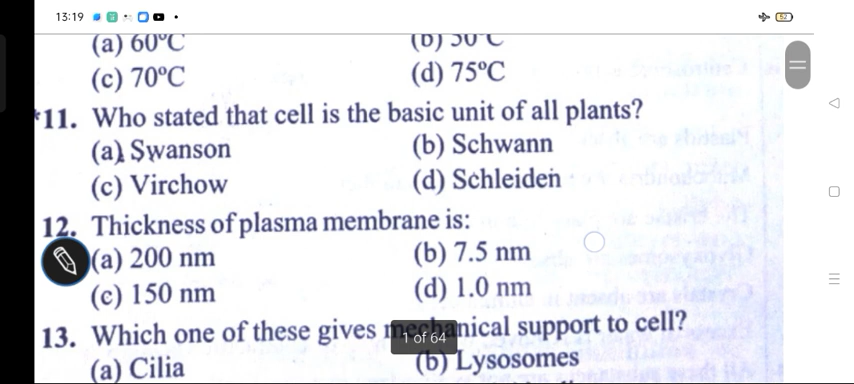 13:19
52
(a) 60°C
(c) 70°C (d) 75°C
*11. Who stated that cell is the basic unit of all plants?
(a) Swanson (b) Schwann
(c) Virchow (d) Schleiden
12. Thickness of plasma membrane is:
(a) 200 nm (b) 7.5 nm
(c) 150 nm (d) 1.0 nm
13. Which one of these gives mechanical support to cell?
1 of 64
(a) Cilia (b) Lysosomes